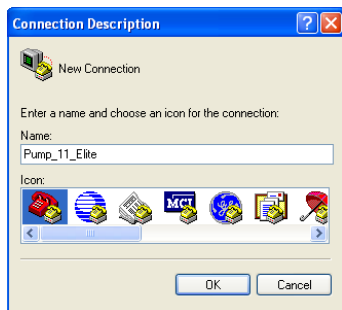 Connection Description
New Connection
Enter a name and choose an icon for the connection:
Name:
Pump_11_Elite
Icon:
MCI
OK
Cancel